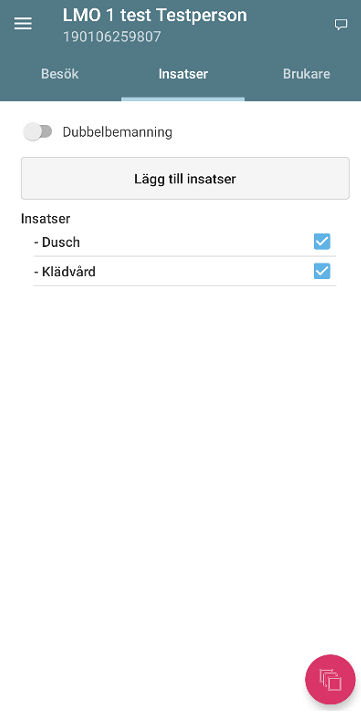 LMO 1 test Testperson
190106259807
Besök Insatser Brukare
Dubbelbemanning
Lägg till insatser
Insatser
- Dusch
- Klädvård